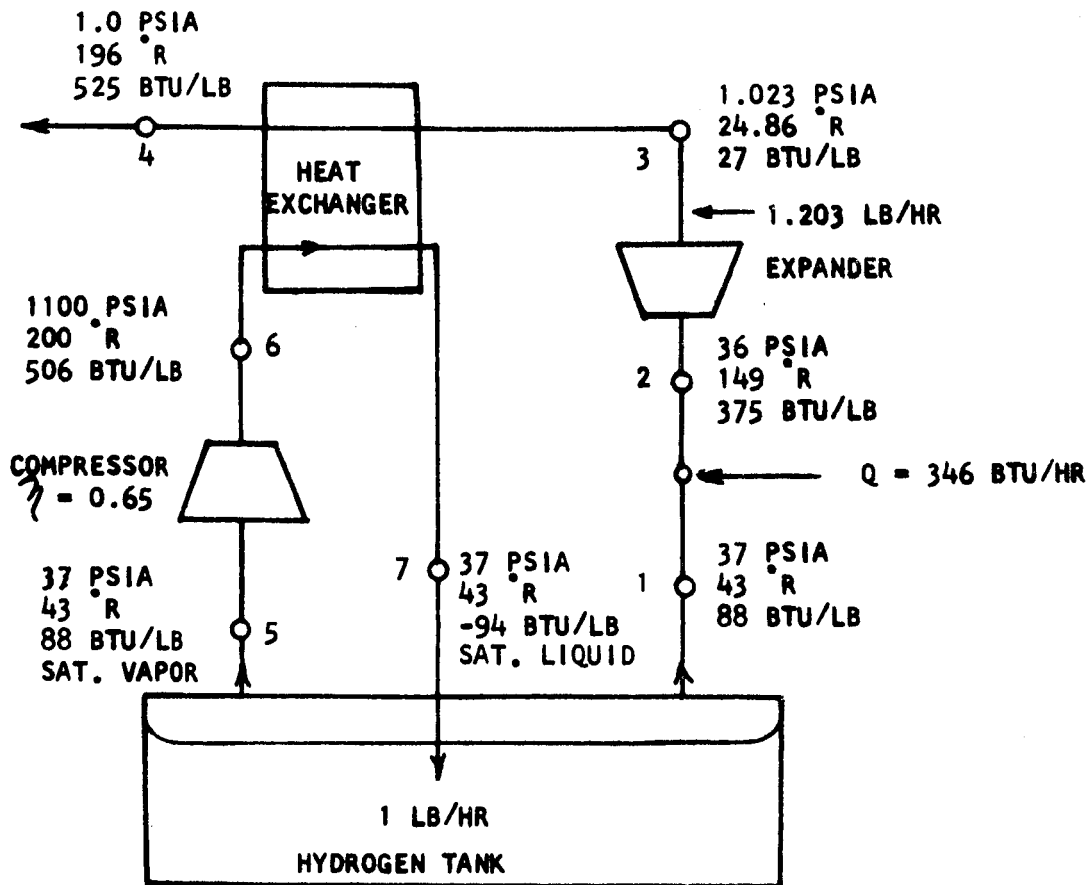 1.0 PSIA
196 °R
525 BTU/LB
4
HEAT
EXCHANGER
3
1.023 PSIA
24.86 °R
27 BTU/LB
1.203 LB/HR
EXPANDER
1100 PSIA
200 °R
506 BTU/LB
6
2
36 PSIA
149 °R
375 BTU/LB
COMPRESSOR
η = 0.65
Q = 346 BTU/HR
37 PSIA
43 °R
88 BTU/LB
SAT. VAPOR
5
7
37 PSIA
43 °R
-94 BTU/LB
SAT. LIQUID
1
37 PSIA
43 °R
88 BTU/LB
1 LB/HR
HYDROGEN TANK